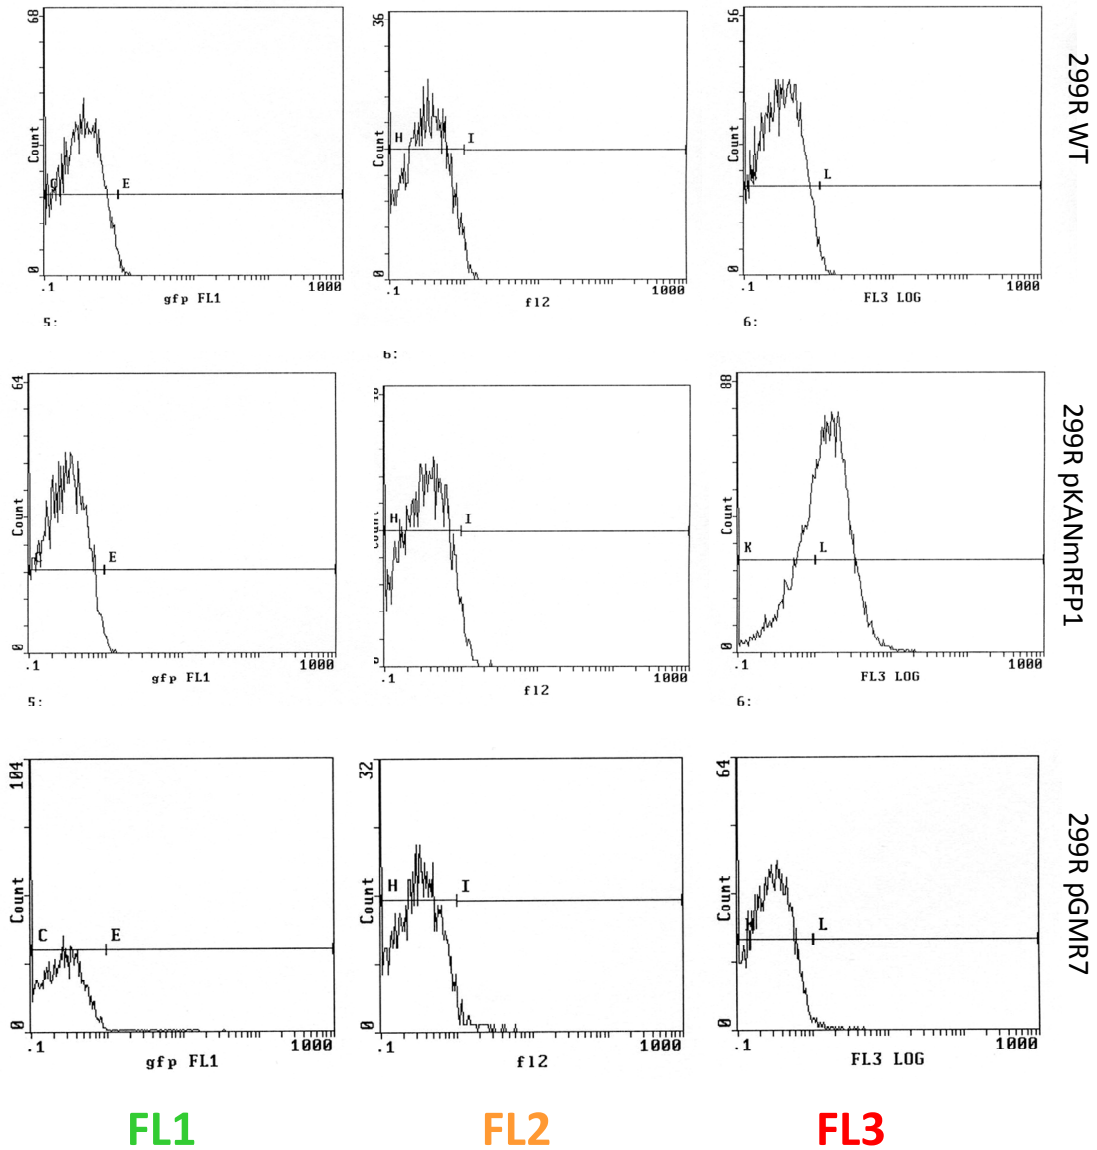 68
Count
0
C E
.1 1000
gfp FL1
5:
36
Count
0
H I
.1 1000
fl2
6:
56
Count
0
L
.1 1000
FL3 LOG
6:
299R WT
64
Count
0
E
.1 1000
gfp FL1
5:
H I
.1 1000
fl2
88
Count
0
K L
.1 1000
FL3 LOG
6:
299R pKANmRFP1
104
Count
0
C E
.1 1000
gfp FL1
32
Count
0
H I
.1 1000
fl2
64
Count
0
L
.1 1000
FL3 LOG
299R pGMR7
FL1
FL2
FL3